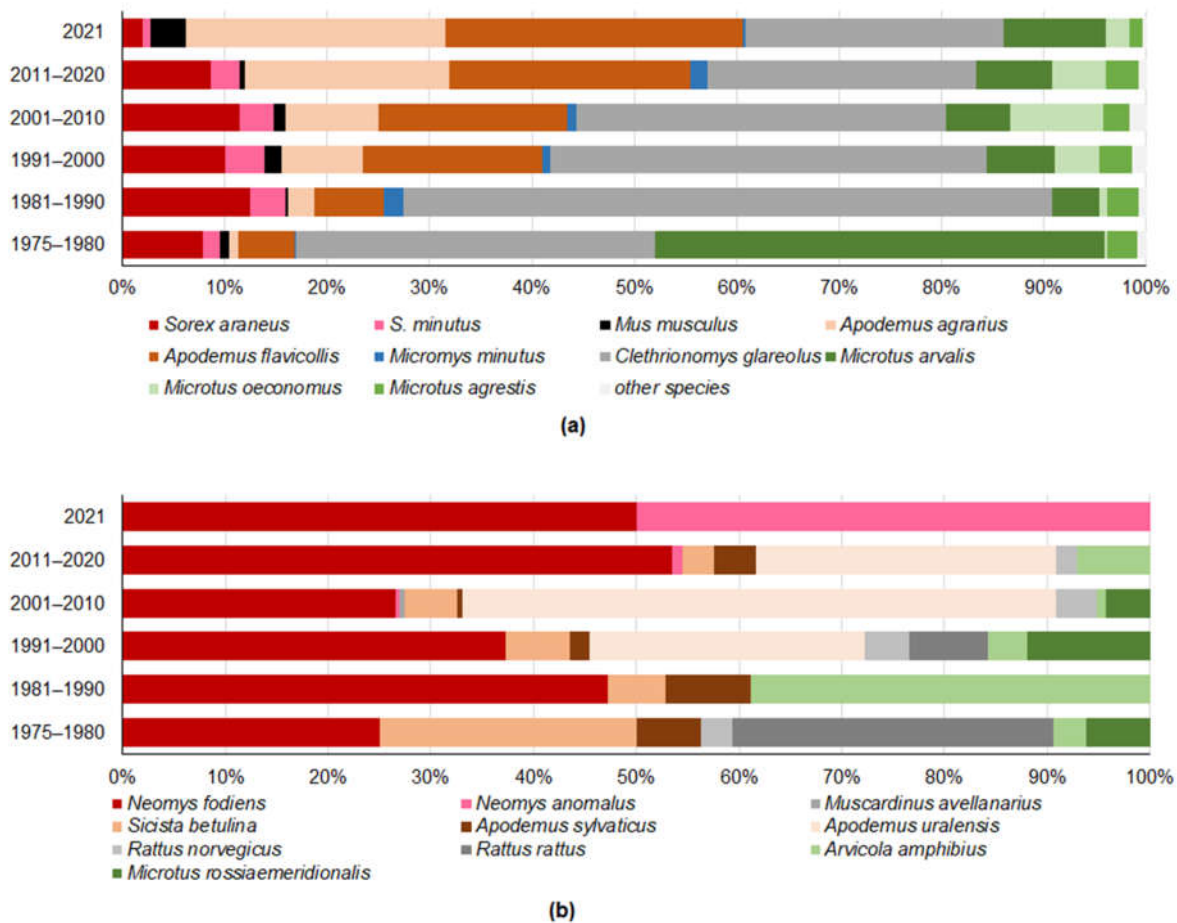 2021
2011–2020
2001–2010
1991–2000
1981–1990
1975–1980
0% 10% 20% 30% 40% 50% 60% 70% 80% 90% 100%
Sorex araneus S. minutus Mus musculus Apodemus agrarius
Apodemus flavicollis Micromys minutus Clethrionomys glareolus Microtus arvalis
Microtus oeconomus Microtus agrestis other species
(a)
2021
2011–2020
2001–2010
1991–2000
1981–1990
1975–1980
0% 10% 20% 30% 40% 50% 60% 70% 80% 90% 100%
Neomys fodiens Neomys anomalus Muscardinus avellanarius
Sicista betulina Apodemus sylvaticus Apodemus uralensis
Rattus norvegicus Rattus rattus Arvicola amphibius
Microtus rossiaemeridionalis
(b)